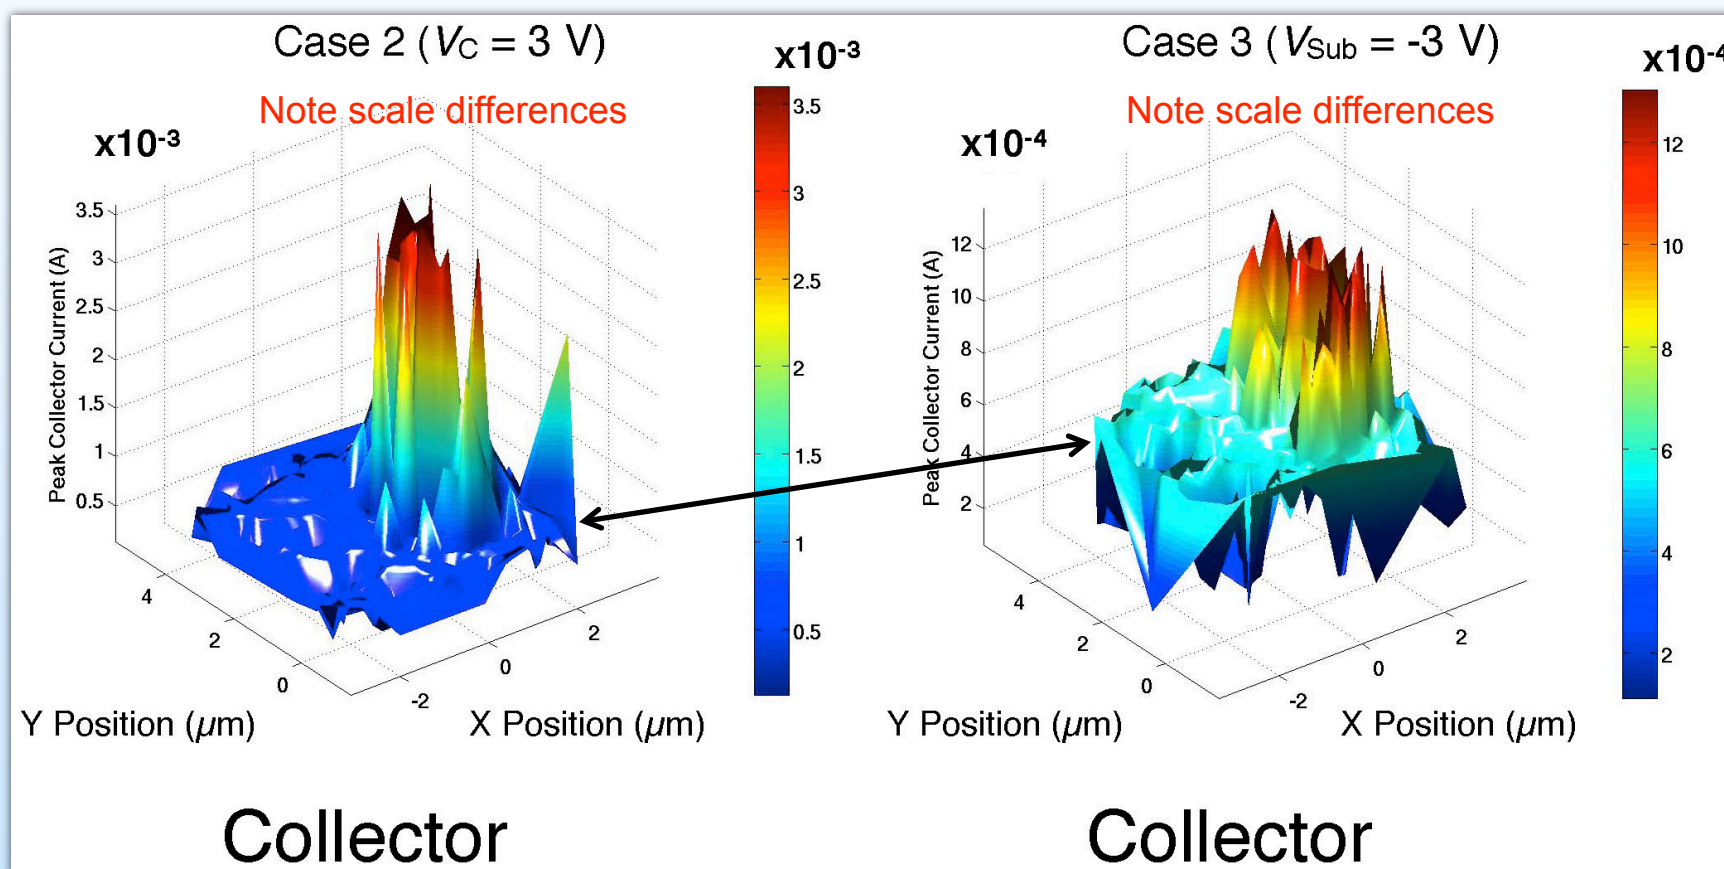 Case 2 (VC = 3 V)
Note scale differences
x10-3
x10-3
3.5
3
2.5
2
1.5
1
0.5
Peak Collector Current (A)
4
2
0
-2
0
2
Y Position (μm)
X Position (μm)
3.5
3
2.5
2
1.5
1
0.5
Collector
Case 3 (VSub = -3 V)
Note scale differences
x10-4
x10-4
12
10
8
6
4
2
Peak Collector Current (A)
4
2
0
-2
0
2
Y Position (μm)
X Position (μm)
12
10
8
6
4
2
Collector